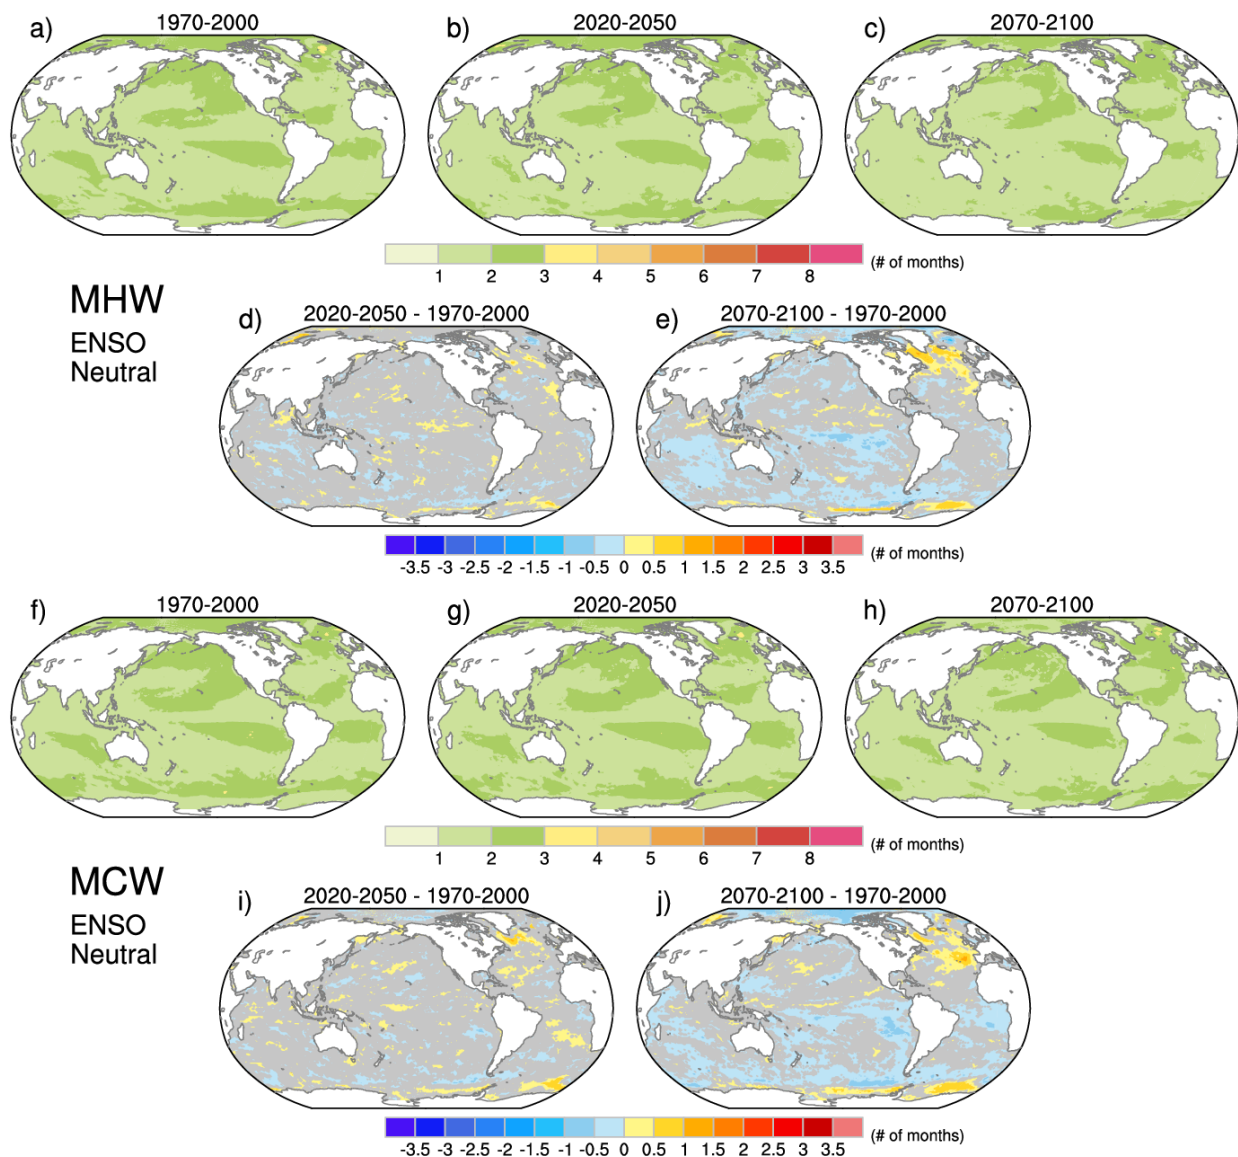 a) 1970-2000
b) 2020-2050
c) 2070-2100
1 2 3 4 5 6 7 8 (# of months)
MHW
ENSO
Neutral
d) 2020-2050 - 1970-2000
e) 2070-2100 - 1970-2000
-3.5 -3 -2.5 -2 -1.5 -1 -0.5 0 0.5 1 1.5 2 2.5 3 3.5 (# of months)
f) 1970-2000
g) 2020-2050
h) 2070-2100
1 2 3 4 5 6 7 8 (# of months)
MCW
ENSO
Neutral
i) 2020-2050 - 1970-2000
j) 2070-2100 - 1970-2000
-3.5 -3 -2.5 -2 -1.5 -1 -0.5 0 0.5 1 1.5 2 2.5 3 3.5 (# of months)